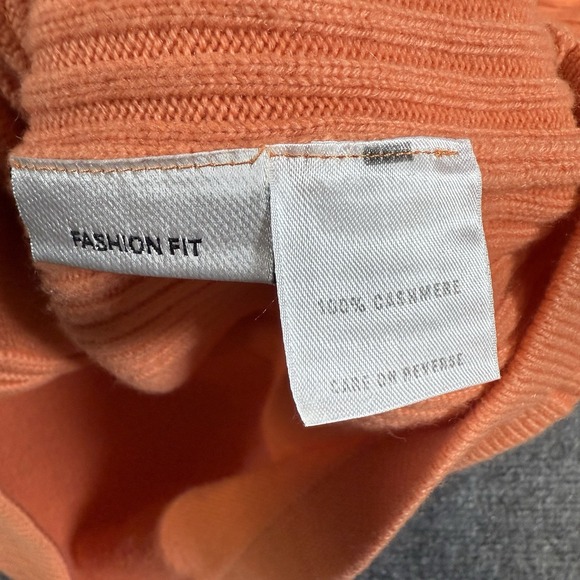 FASHION FIT
100% CASHMERE
CARE ON REVERSE